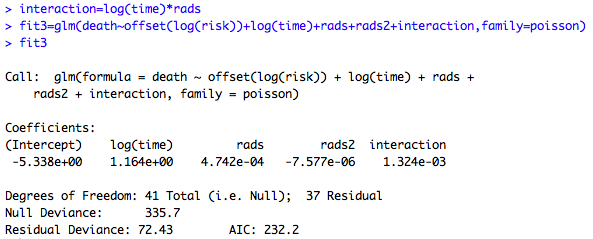 > interaction=log(time)*rads
> fit3=glm(death~offset(log(risk))+log(time)+rads+rads2+interaction,family=poisson)
> fit3
Call:  glm(formula = death ~ offset(log(risk)) + log(time) + rads +
    rads2 + interaction, family = poisson)
Coefficients:
(Intercept)    log(time)         rads        rads2  interaction
 -5.338e+00    1.164e+00    4.742e-04   -7.577e-06    1.324e-03
Degrees of Freedom: 41 Total (i.e. Null);  37 Residual
Null Deviance:      335.7
Residual Deviance: 72.43        AIC: 232.2